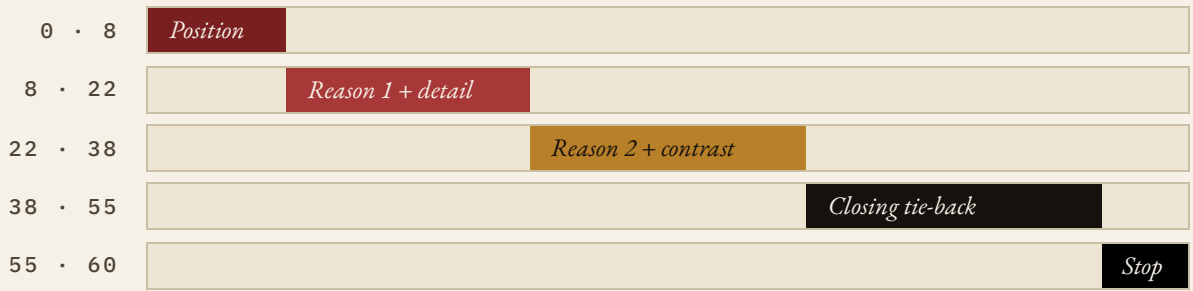 0 · 8 Position
8 · 22 Reason 1 + detail
22 · 38 Reason 2 + contrast
38 · 55 Closing tie-back
55 · 60 Stop